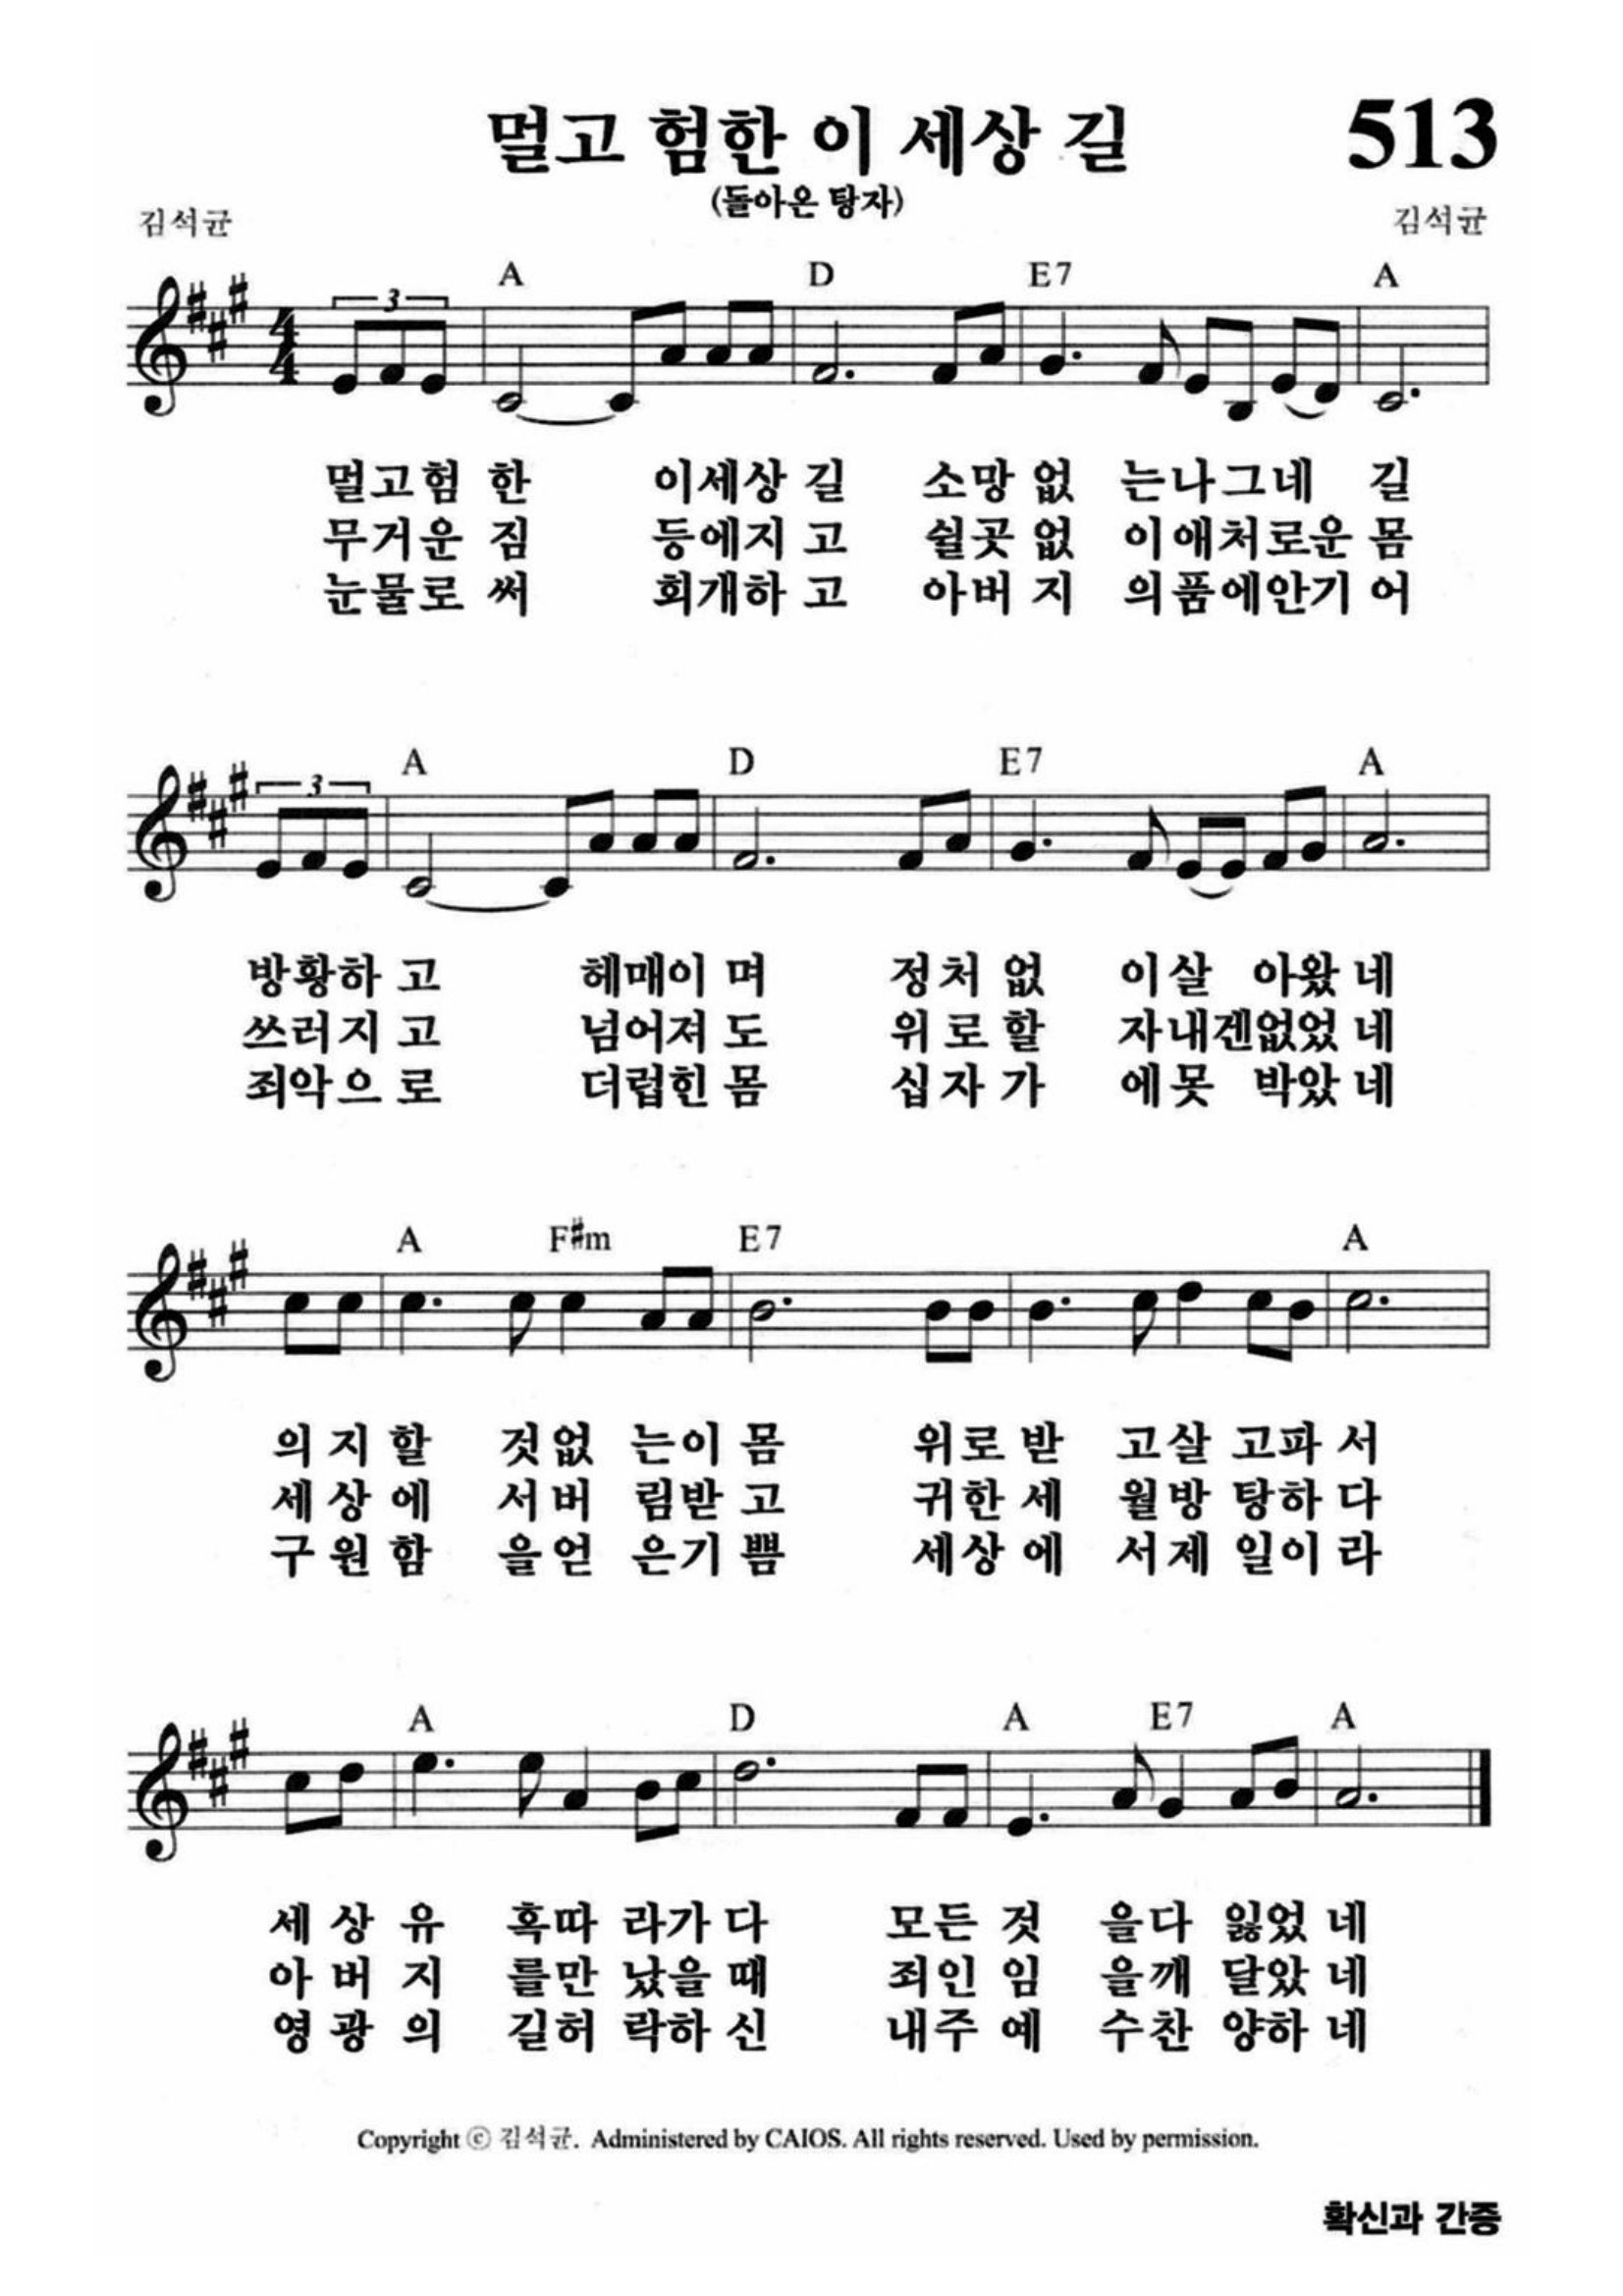 멀고 험한 이 세상 길 513
(돌아온 탕자)
김석균 김석균
3 A D E7 A
4/4
멀고험 한 이세상 길 소망 없 는나그네 길
무거운 짐 등에지 고 쉴곳 없 이애처로운 몸
눈물로 써 회개하 고 아버 지 의품에안기 어
3 A D E7 A
방황하 고 헤매이 며 정처 없 이살 아왔 네
쓰러지 고 넘어져 도 위로 할 자내겐없었 네
죄악으 로 더럽힌 몸 십자 가 에못 박았 네
A F#m E7 A
의 지 할 것없 는이 몸 위로 받 고살 고파 서
세 상 에 서버 림받 고 귀한 세 월방 탕하 다
구 원 함 을얻 은기 쁨 세상 에 서제 일이 라
A D A E7 A
세 상 유 혹따 라가 다 모든 것 을다 잃었 네
아 버 지 를만 났을 때 죄인 임 을깨 달았 네
영 광 의 길허 락하 신 내주 예 수찬 양하 네
Copyright ⓒ 김석균. Administered by CAIOS. All rights reserved. Used by permission.
확신과 간증